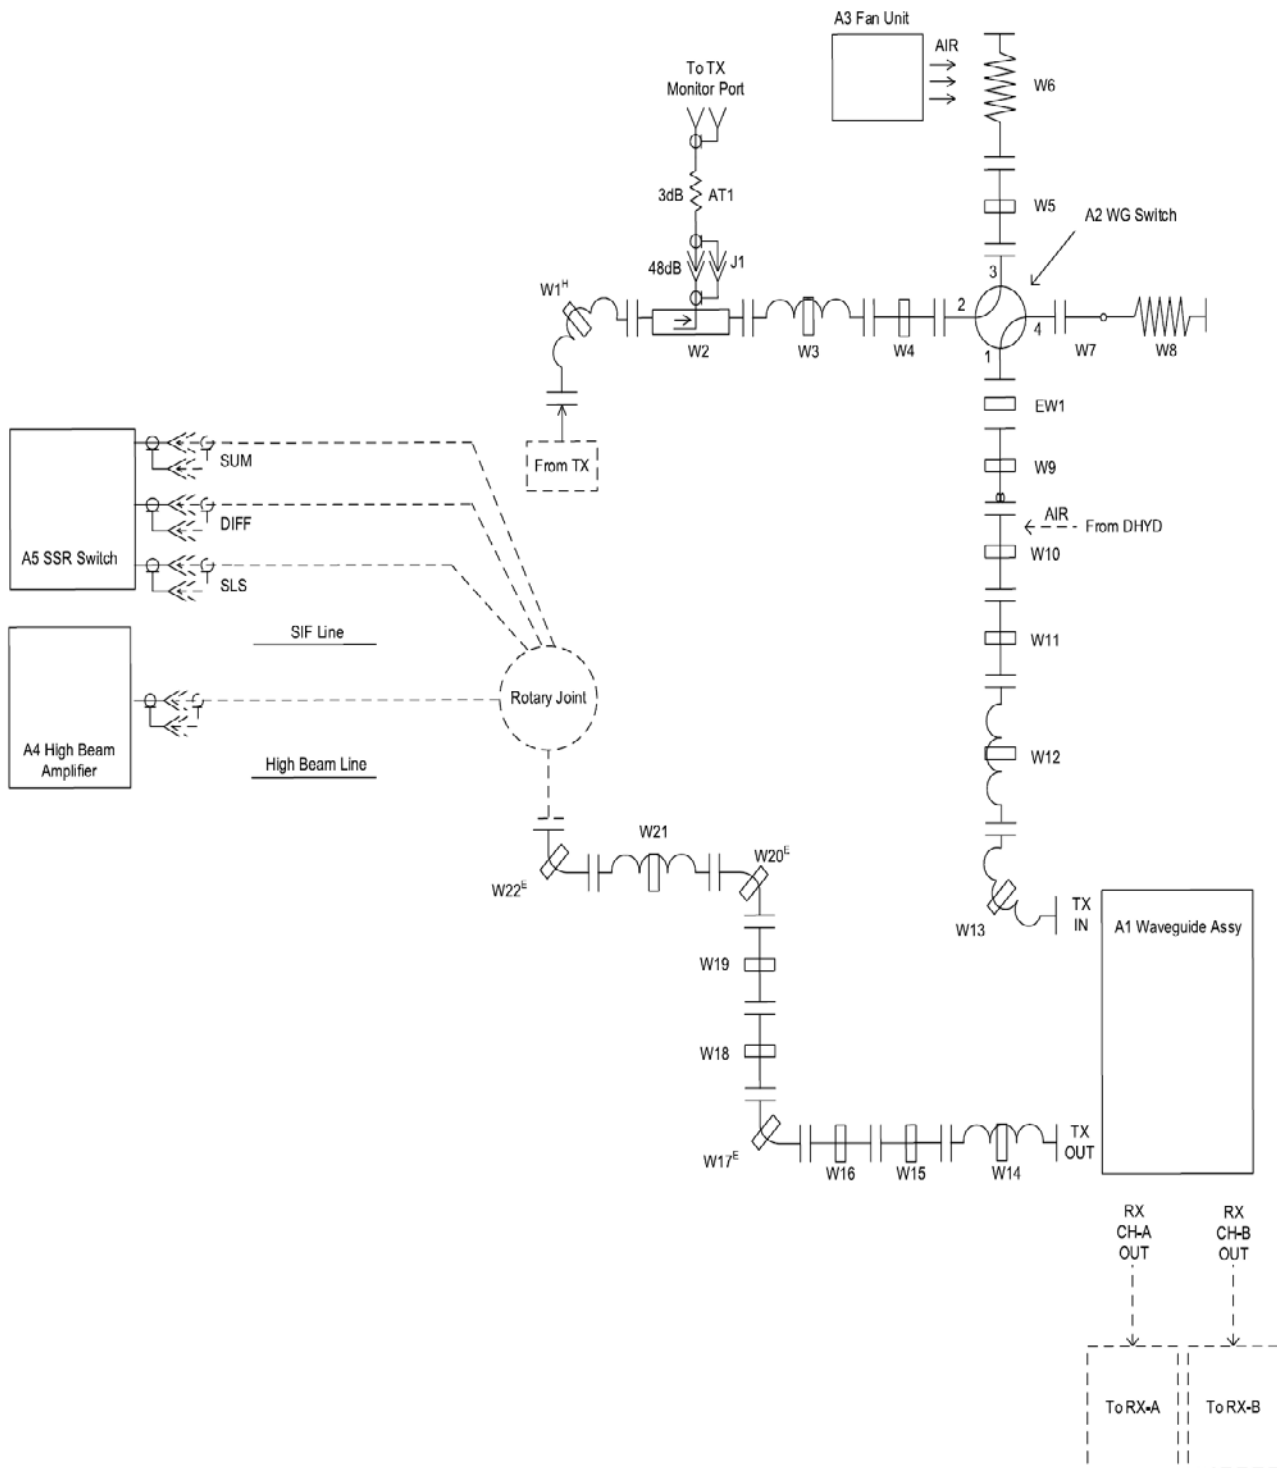 A3 Fan Unit
AIR
W6
To TX
Monitor Port
3dB
AT1
W5
A2 WG Switch
48dB
J1
3
W1ᴴ
2
4
1
W2
W3
W4
W7
W8
EW1
From TX
W9
SUM
DIFF
SLS
A5 SSR Switch
AIR
From DHYD
W10
SIF Line
W11
Rotary Joint
A4 High Beam
Amplifier
High Beam Line
W12
W21
W20ᴱ
W22ᴱ
W13
TX
IN
A1 Waveguide Assy
W19
W18
W17ᴱ
W16
W15
W14
TX
OUT
RX
CH-A
OUT
RX
CH-B
OUT
To RX-A
To RX-B